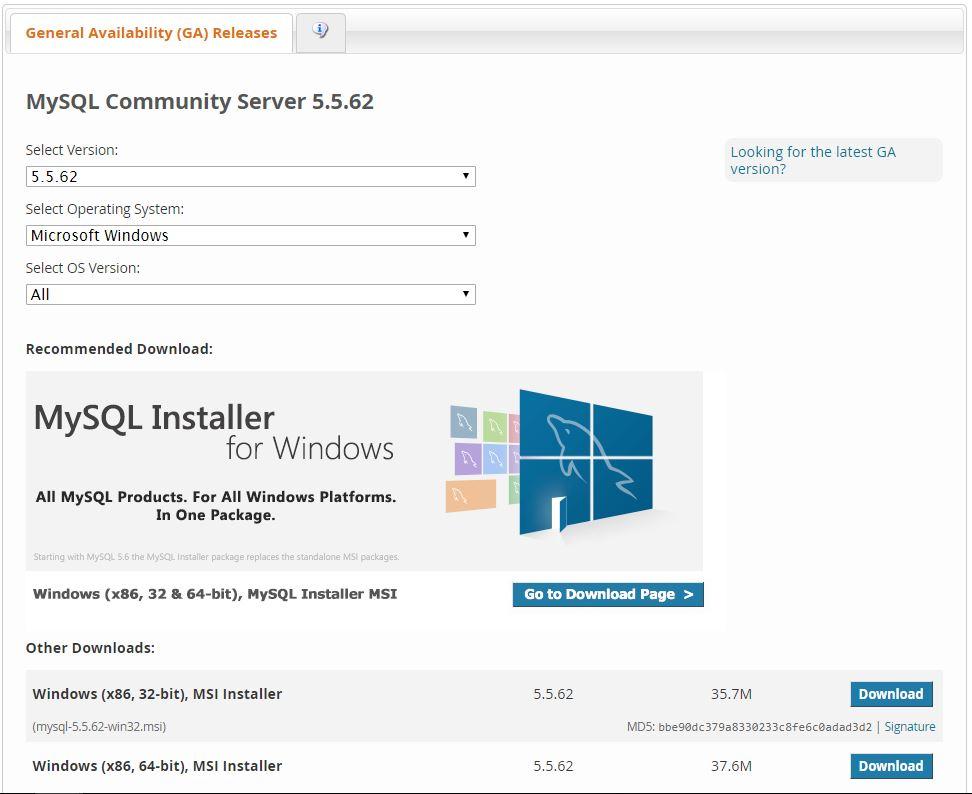 General Availability (GA) Releases
MySQL Community Server 5.5.62
Select Version:
5.5.62
Looking for the latest GA
version?
Select Operating System:
Microsoft Windows
Select OS Version:
All
Recommended Download:
MySQL Installer
for Windows
All MySQL Products. For All Windows Platforms.
In One Package.
Starting with MySQL 5.6 the MySQL Installer package replaces the standalone MSI packages.
Windows (x86, 32 & 64-bit), MySQL Installer MSI
Go to Download Page >
Other Downloads:
Windows (x86, 32-bit), MSI Installer 5.5.62 35.7M Download
(mysql-5.5.62-win32.msi) MD5: bbe90dc379a8330233c8fe6c0adad3d2 | Signature
Windows (x86, 64-bit), MSI Installer 5.5.62 37.6M Download